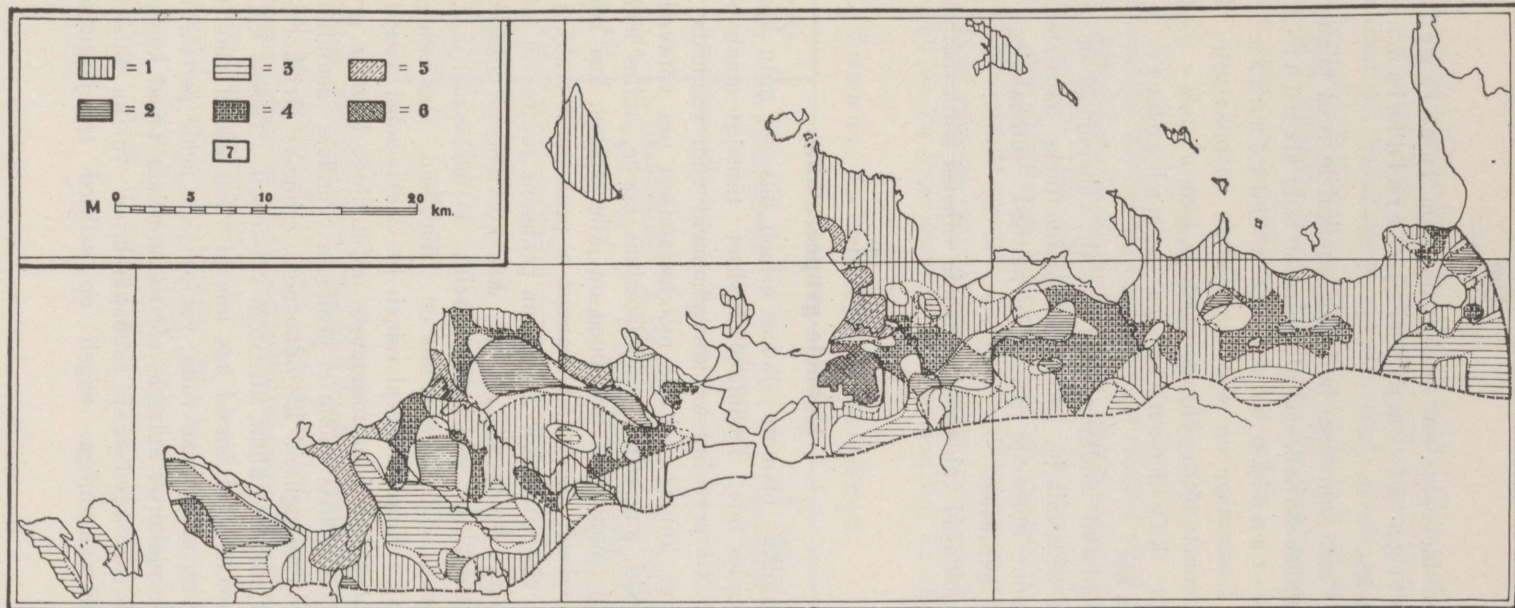 = 1 = 3 = 5
= 2 = 4 = 6
7
0 5 10 20
M km.